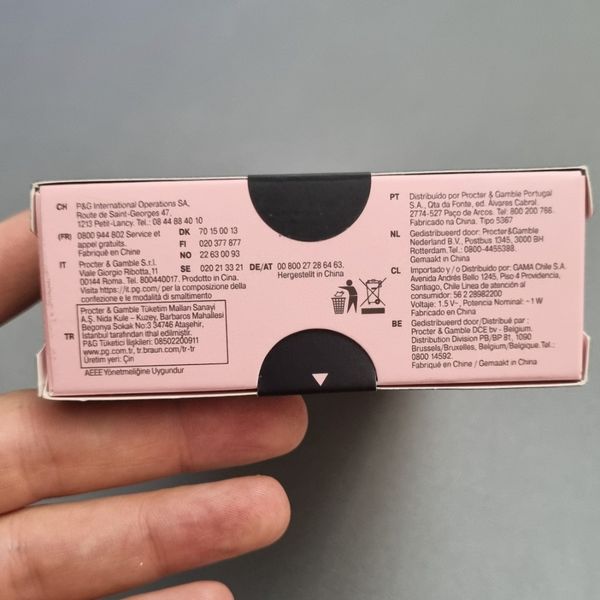 CH P&G International Operations SA,
Route de Saint-Georges 47,
1213 Petit-Lancy. Tel.: 08 44 88 40 10
(FR) 0800 944 802 Service et
appel gratuits.
Fabriqué en Chine
DK 70 15 00 13
FI 020 377 877
NO 22 63 00 93
SE 020 21 33 21
DE/AT 00 800 27 28 64 63.
Hergestellt in China
IT Procter & Gamble S.r.l.
Viale Giorgio Ribotta, 11
00144 Roma. Tel. 800440017. Prodotto in Cina.
Visita https://it.pg.com/ per la composizione della
confezione e le modalità di smaltimento
TR Procter & Gamble Tüketim Malları Sanayi
A.Ş. Nida Kule – Kuzey, Barbaros Mahallesi
Begonya Sokak No:3 34746 Ataşehir,
İstanbul tarafından ithal edilmiştir.
P&G Tüketici İlişkileri: 08502200911
www.pg.com.tr, tr.braun.com/tr-tr
Üretim yeri: Çin
AEEE Yönetmeliğine Uygundur
PT Distribuído por Procter & Gamble Portugal
S.A., Qta da Fonte, ed. Álvares Cabral.
2774-527 Paço de Arcos. Tel: 800 200 766.
Fabricado na China. Tipo 5367
NL Gedistribueerd door: Procter&Gamble
Nederland B.V., Postbus 1345, 3000 BH
Rotterdam.Tel.: 0800-4455388.
Gemaakt in China
CL Importado y / o Distribuido por: GAMA Chile S.A.
Avenida Andrés Bello 1245, Piso 4 Providencia,
Santiago, Chile Línea de atención al
consumidor: 56 2 28982200
Voltaje: 1.5 V⎓, Potencia Nominal: ~1 W
Fabricado en China
BE Gedistribueerd door/Distribué par :
Procter & Gamble DCE bv - Belgium.
Distribution Division PB/BP 81, 1090
Brussels/Bruxelles, Belgium/Belgique.Tel.:
0800 14592.
Fabriqué en Chine / Gemaakt in China